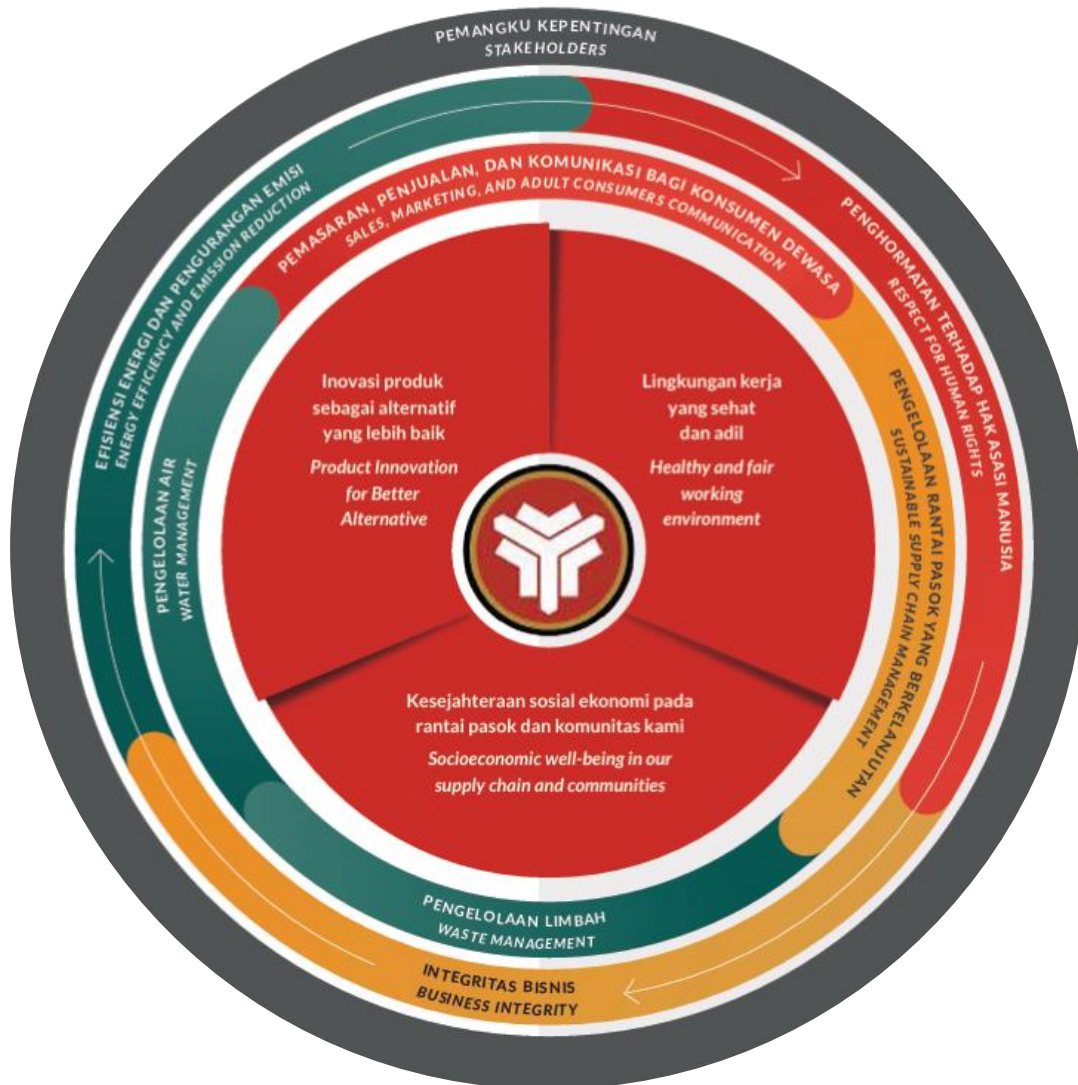 PEMANGKU KEPENTINGAN
STAKEHOLDERS
EFISIENSI ENERGI DAN PENGURANGAN EMISI
ENERGY EFFICIENCY AND EMISSION REDUCTION
PENGHORMATAN TERHADAP HAK ASASI MANUSIA
RESPECT FOR HUMAN RIGHTS
PEMASARAN, PENJUALAN, DAN KOMUNIKASI BAGI KONSUMEN DEWASA
SALES, MARKETING, AND ADULT CONSUMERS COMMUNICATION
PENGELOLAAN AIR
WATER MANAGEMENT
PENGELOLAAN RANTAI PASOK YANG BERKELANJUTAN
SUSTAINABLE SUPPLY CHAIN MANAGEMENT
Inovasi produk
sebagai alternatif
yang lebih baik
Product Innovation
for Better
Alternative
Lingkungan kerja
yang sehat
dan adil
Healthy and fair
working
environment
Kesejahteraan sosial ekonomi pada
rantai pasok dan komunitas kami
Socioeconomic well-being in our
supply chain and communities
PENGELOLAAN LIMBAH
WASTE MANAGEMENT
INTEGRITAS BISNIS
BUSINESS INTEGRITY